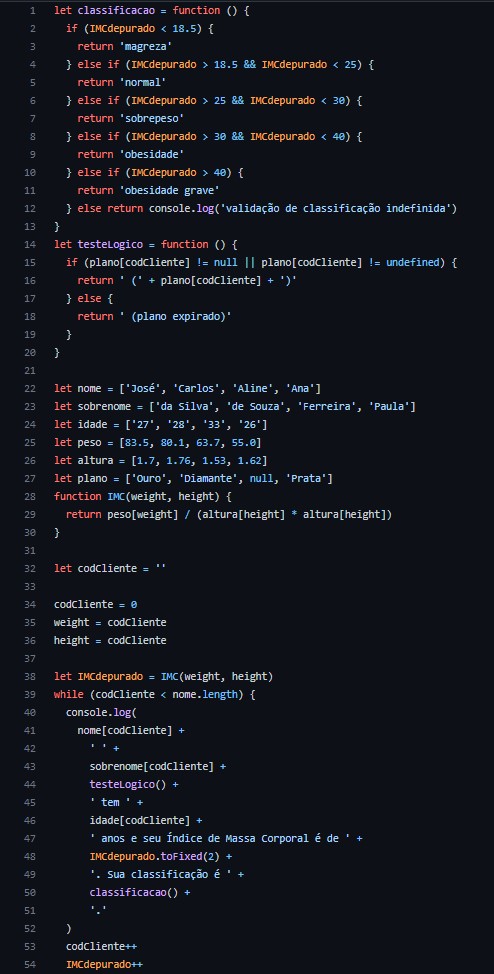 1 let classificacao = function () {
2   if (IMCdepurado < 18.5) {
3     return 'magreza'
4   } else if (IMCdepurado > 18.5 && IMCdepurado < 25) {
5     return 'normal'
6   } else if (IMCdepurado > 25 && IMCdepurado < 30) {
7     return 'sobrepeso'
8   } else if (IMCdepurado > 30 && IMCdepurado < 40) {
9     return 'obesidade'
10   } else if (IMCdepurado > 40) {
11     return 'obesidade grave'
12   } else return console.log('validação de classificação indefinida')
13 }
14 let testeLogico = function () {
15   if (plano[codCliente] != null || plano[codCliente] != undefined) {
16     return ' (' + plano[codCliente] + ')'
17   } else {
18     return ' (plano expirado)'
19   }
20 }
21
22 let nome = ['José', 'Carlos', 'Aline', 'Ana']
23 let sobrenome = ['da Silva', 'de Souza', 'Ferreira', 'Paula']
24 let idade = ['27', '28', '33', '26']
25 let peso = [83.5, 80.1, 63.7, 55.0]
26 let altura = [1.7, 1.76, 1.53, 1.62]
27 let plano = ['Ouro', 'Diamante', null, 'Prata']
28 function IMC(weight, height) {
29   return peso[weight] / (altura[height] * altura[height])
30 }
31
32 let codCliente = ''
33
34 codCliente = 0
35 weight = codCliente
36 height = codCliente
37
38 let IMCdepurado = IMC(weight, height)
39 while (codCliente < nome.length) {
40   console.log(
41     nome[codCliente] +
42       ' ' +
43       sobrenome[codCliente] +
44       testeLogico() +
45       ' tem ' +
46       idade[codCliente] +
47       ' anos e seu Índice de Massa Corporal é de ' +
48       IMCdepurado.toFixed(2) +
49       '. Sua classificação é ' +
50       classificacao() +
51       '.'
52   )
53   codCliente++
54   IMCdepurado++